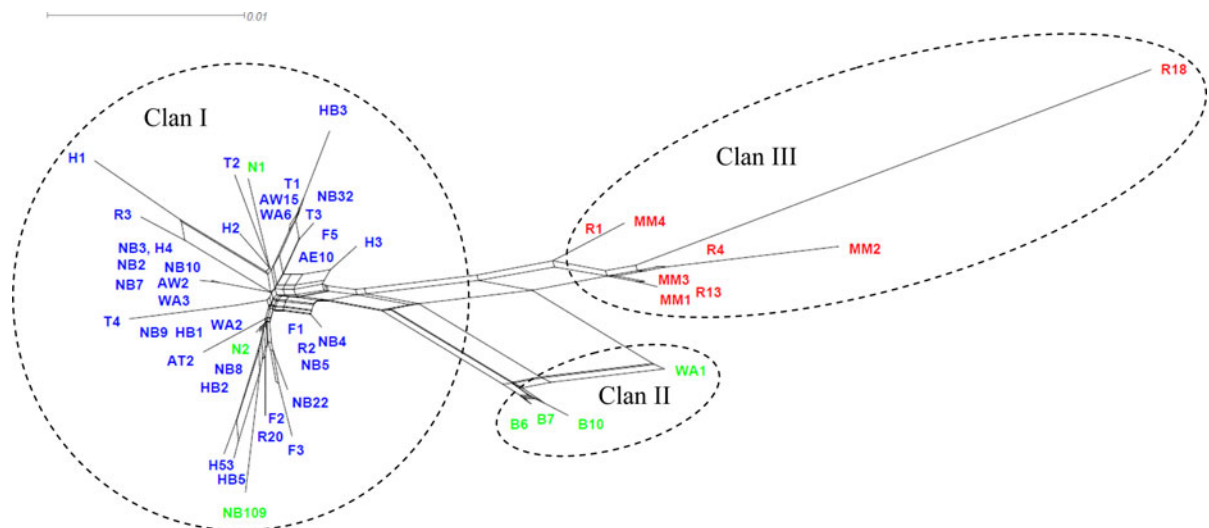 0.01
R18
Clan I
HB3
Clan III
H1
T2
N1
T1
AW15
NB32
WA6
T3
R3
H2
F5
R1
MM4
NB3, H4
AE10
H3
R4
MM2
NB2
NB10
NB7
AW2
MM3
WA3
MM1
R13
T4
NB9
HB1
WA2
F1
NB4
N2
R2
AT2
NB5
NB8
WA1
HB2
Clan II
NB22
F2
B6
B7
B10
R20
F3
H53
HB5
NB109